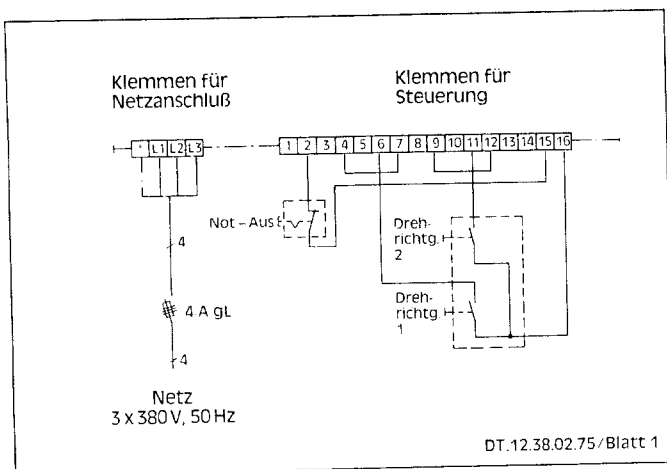 Klemmen für
Netzanschluß
Klemmen für
Steuerung
L1 L2 L3
1 2 3 4 5 6 7 8 9 10 11 12 13 14 15 16
Not-Aus
Dreh-
richtg.
2
4
4 A gL
Dreh-
richtg.
1
4
Netz
3 x 380 V, 50 Hz
DT.12.38.02.75/Blatt 1